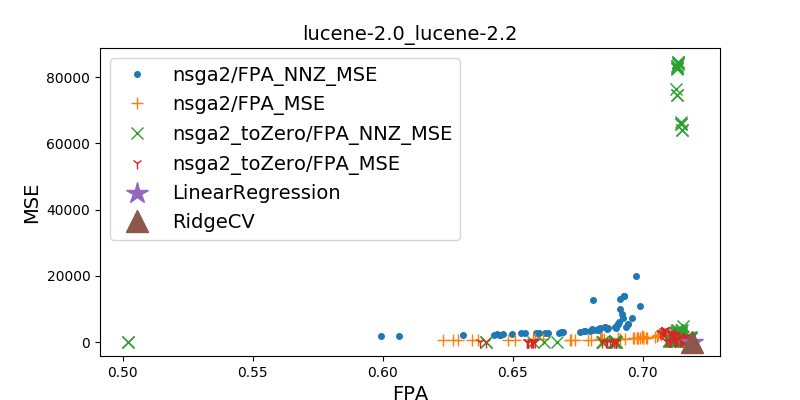 lucene-2.0_lucene-2.2
nsga2/FPA_NNZ_MSE
nsga2/FPA_MSE
nsga2_toZero/FPA_NNZ_MSE
nsga2_toZero/FPA_MSE
LinearRegression
RidgeCV
MSE
80000
60000
40000
20000
0
0.50 0.55 0.60 0.65 0.70
FPA